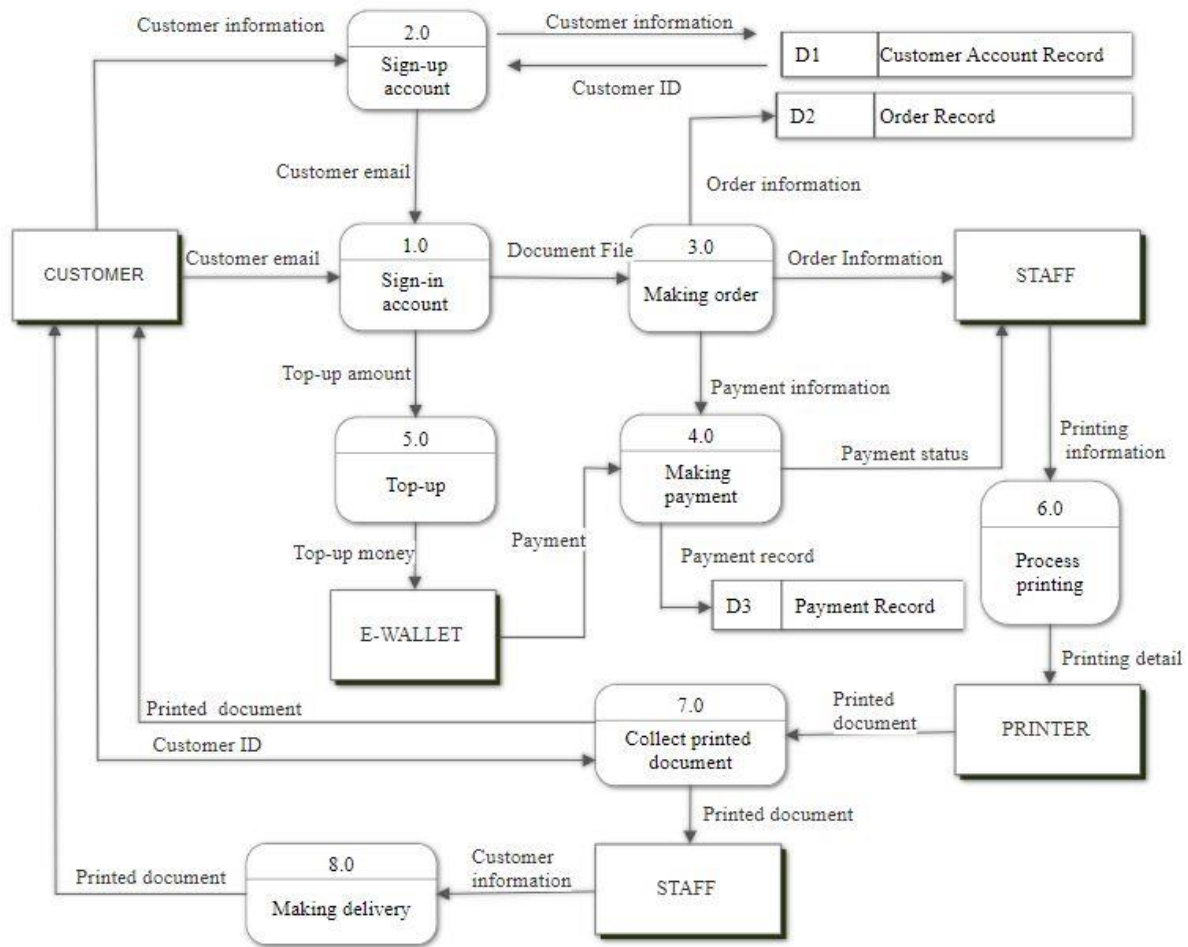 Customer information
2.0
Sign-up
account
Customer information
Customer ID
D1 Customer Account Record
D2 Order Record
Customer email
Order information
CUSTOMER
Customer email
1.0
Sign-in
account
Document File
3.0
Making order
Order Information
STAFF
Top-up amount
Payment information
5.0
Top-up
4.0
Making
payment
Payment status
Printing
information
6.0
Process
printing
Top-up money
Payment
Payment record
D3 Payment Record
E-WALLET
Printing detail
Printed document
Customer ID
7.0
Collect printed
document
Printed
document
PRINTER
Printed document
Printed document
8.0
Making delivery
Customer
information
STAFF